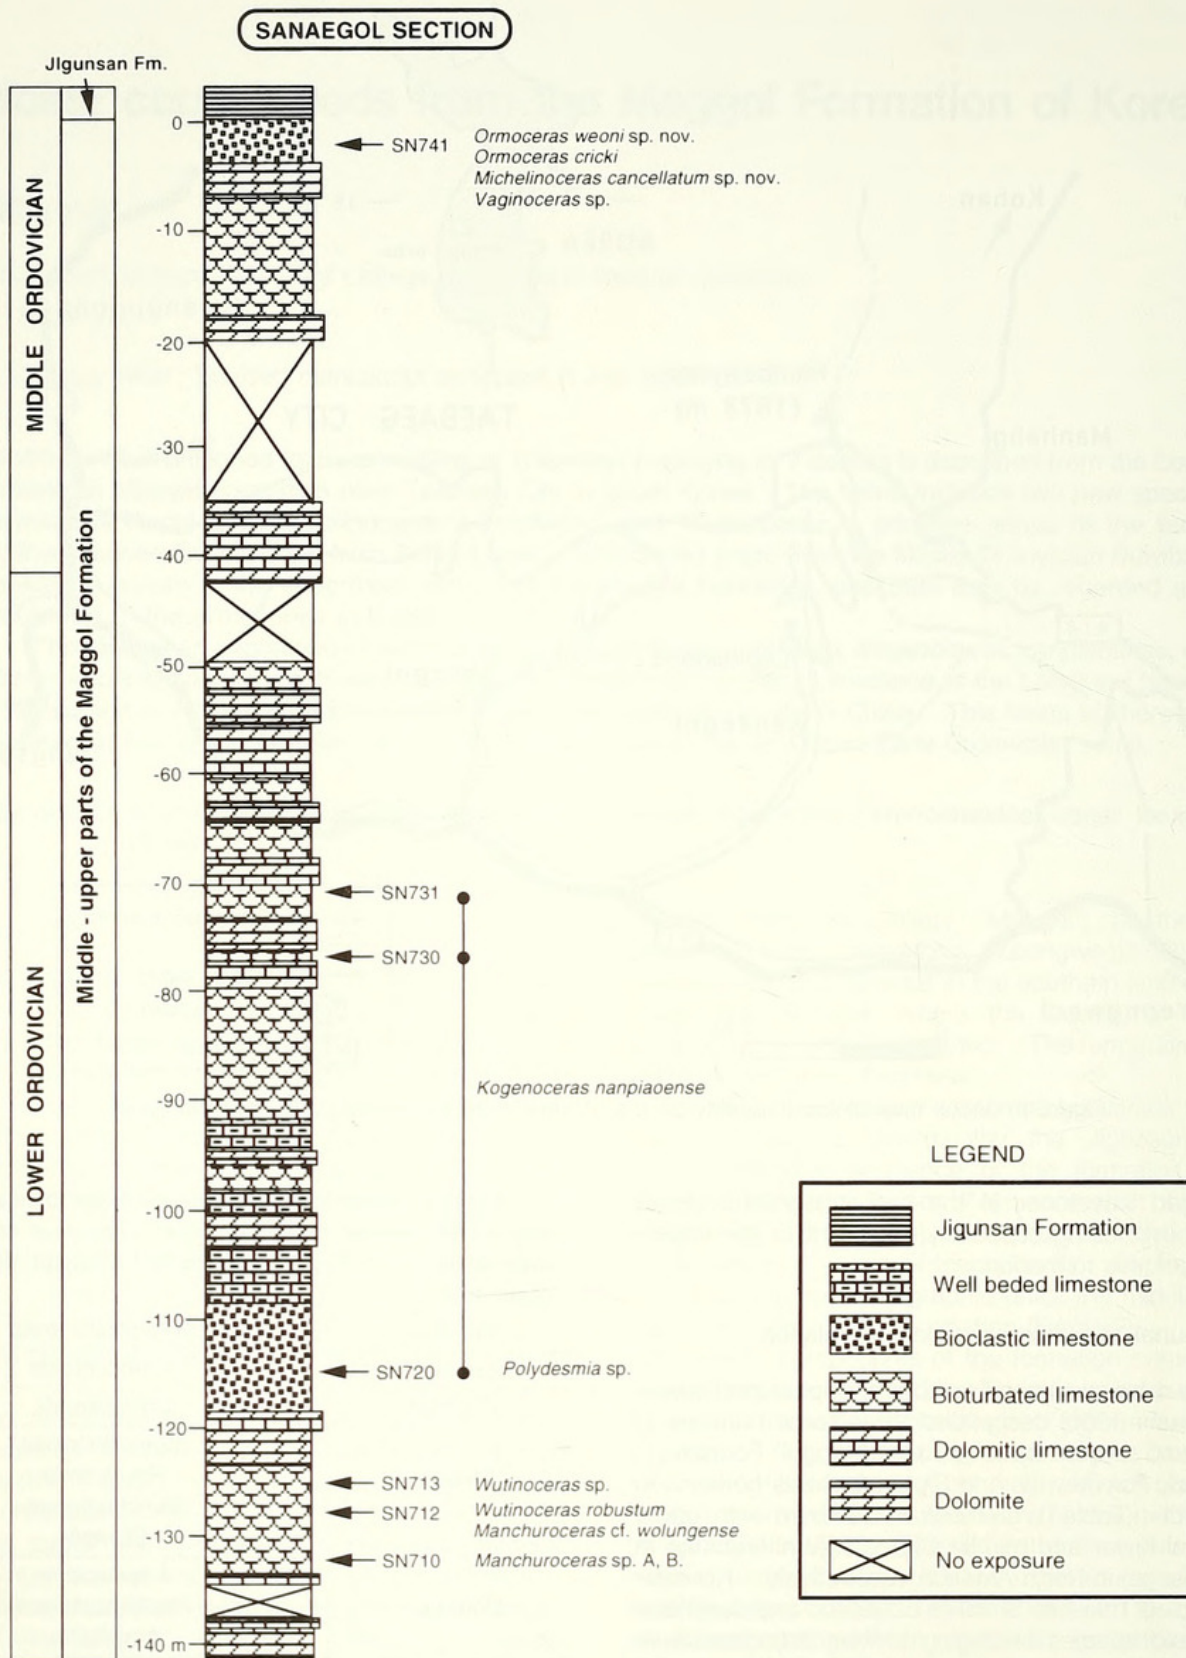 SANAEGOL SECTION
JIgunsan Fm.
MIDDLE ORDOVICIAN
LOWER ORDOVICIAN
Middle - upper parts of the Maggol Formation
0
-10
-20
-30
-40
-50
-60
-70
-80
-90
-100
-110
-120
-130
-140 m
SN741
Ormoceras weoni sp. nov.
Ormoceras cricki
Michelinoceras cancellatum sp. nov.
Vaginoceras sp.
SN731
SN730
Kogenoceras nanpiaoense
SN720
Polydesmia sp.
SN713
Wutinoceras sp.
SN712
Wutinoceras robustum
Manchuroceras cf. wolungense
SN710
Manchuroceras sp. A, B.
LEGEND
Jigunsan Formation
Well beded limestone
Bioclastic limestone
Bioturbated limestone
Dolomitic limestone
Dolomite
No exposure